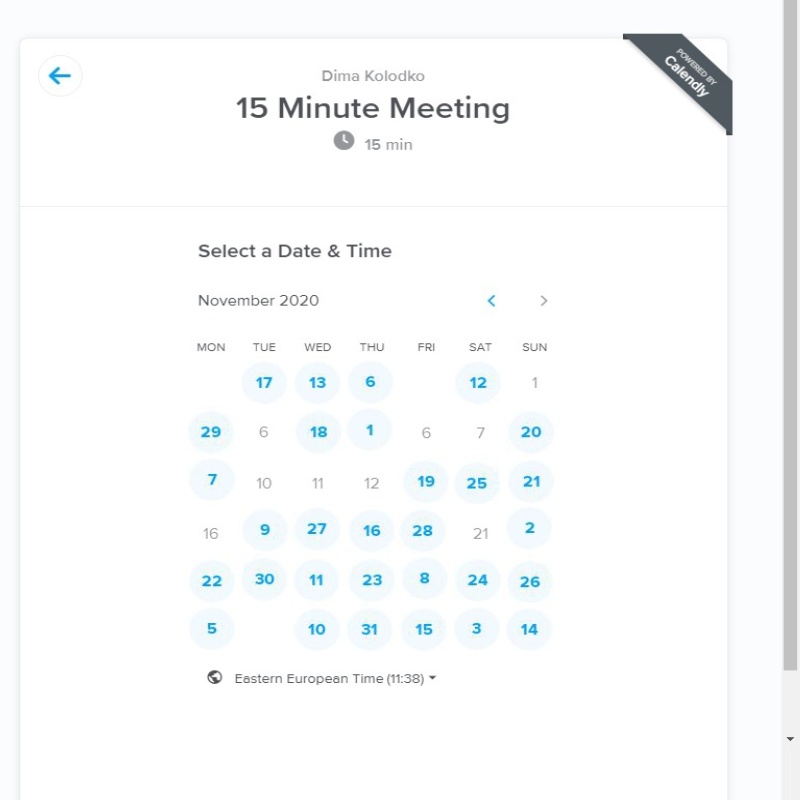 POWERED BY
Calendly
Dima Kolodko
15 Minute Meeting
15 min
Select a Date & Time
November 2020
MON TUE WED THU FRI SAT SUN
17 13 6 12 1
29 6 18 1 6 7 20
7 10 11 12 19 25 21
16 9 27 16 28 21 2
22 30 11 23 8 24 26
5 10 31 15 3 14
Eastern European Time (11:38)